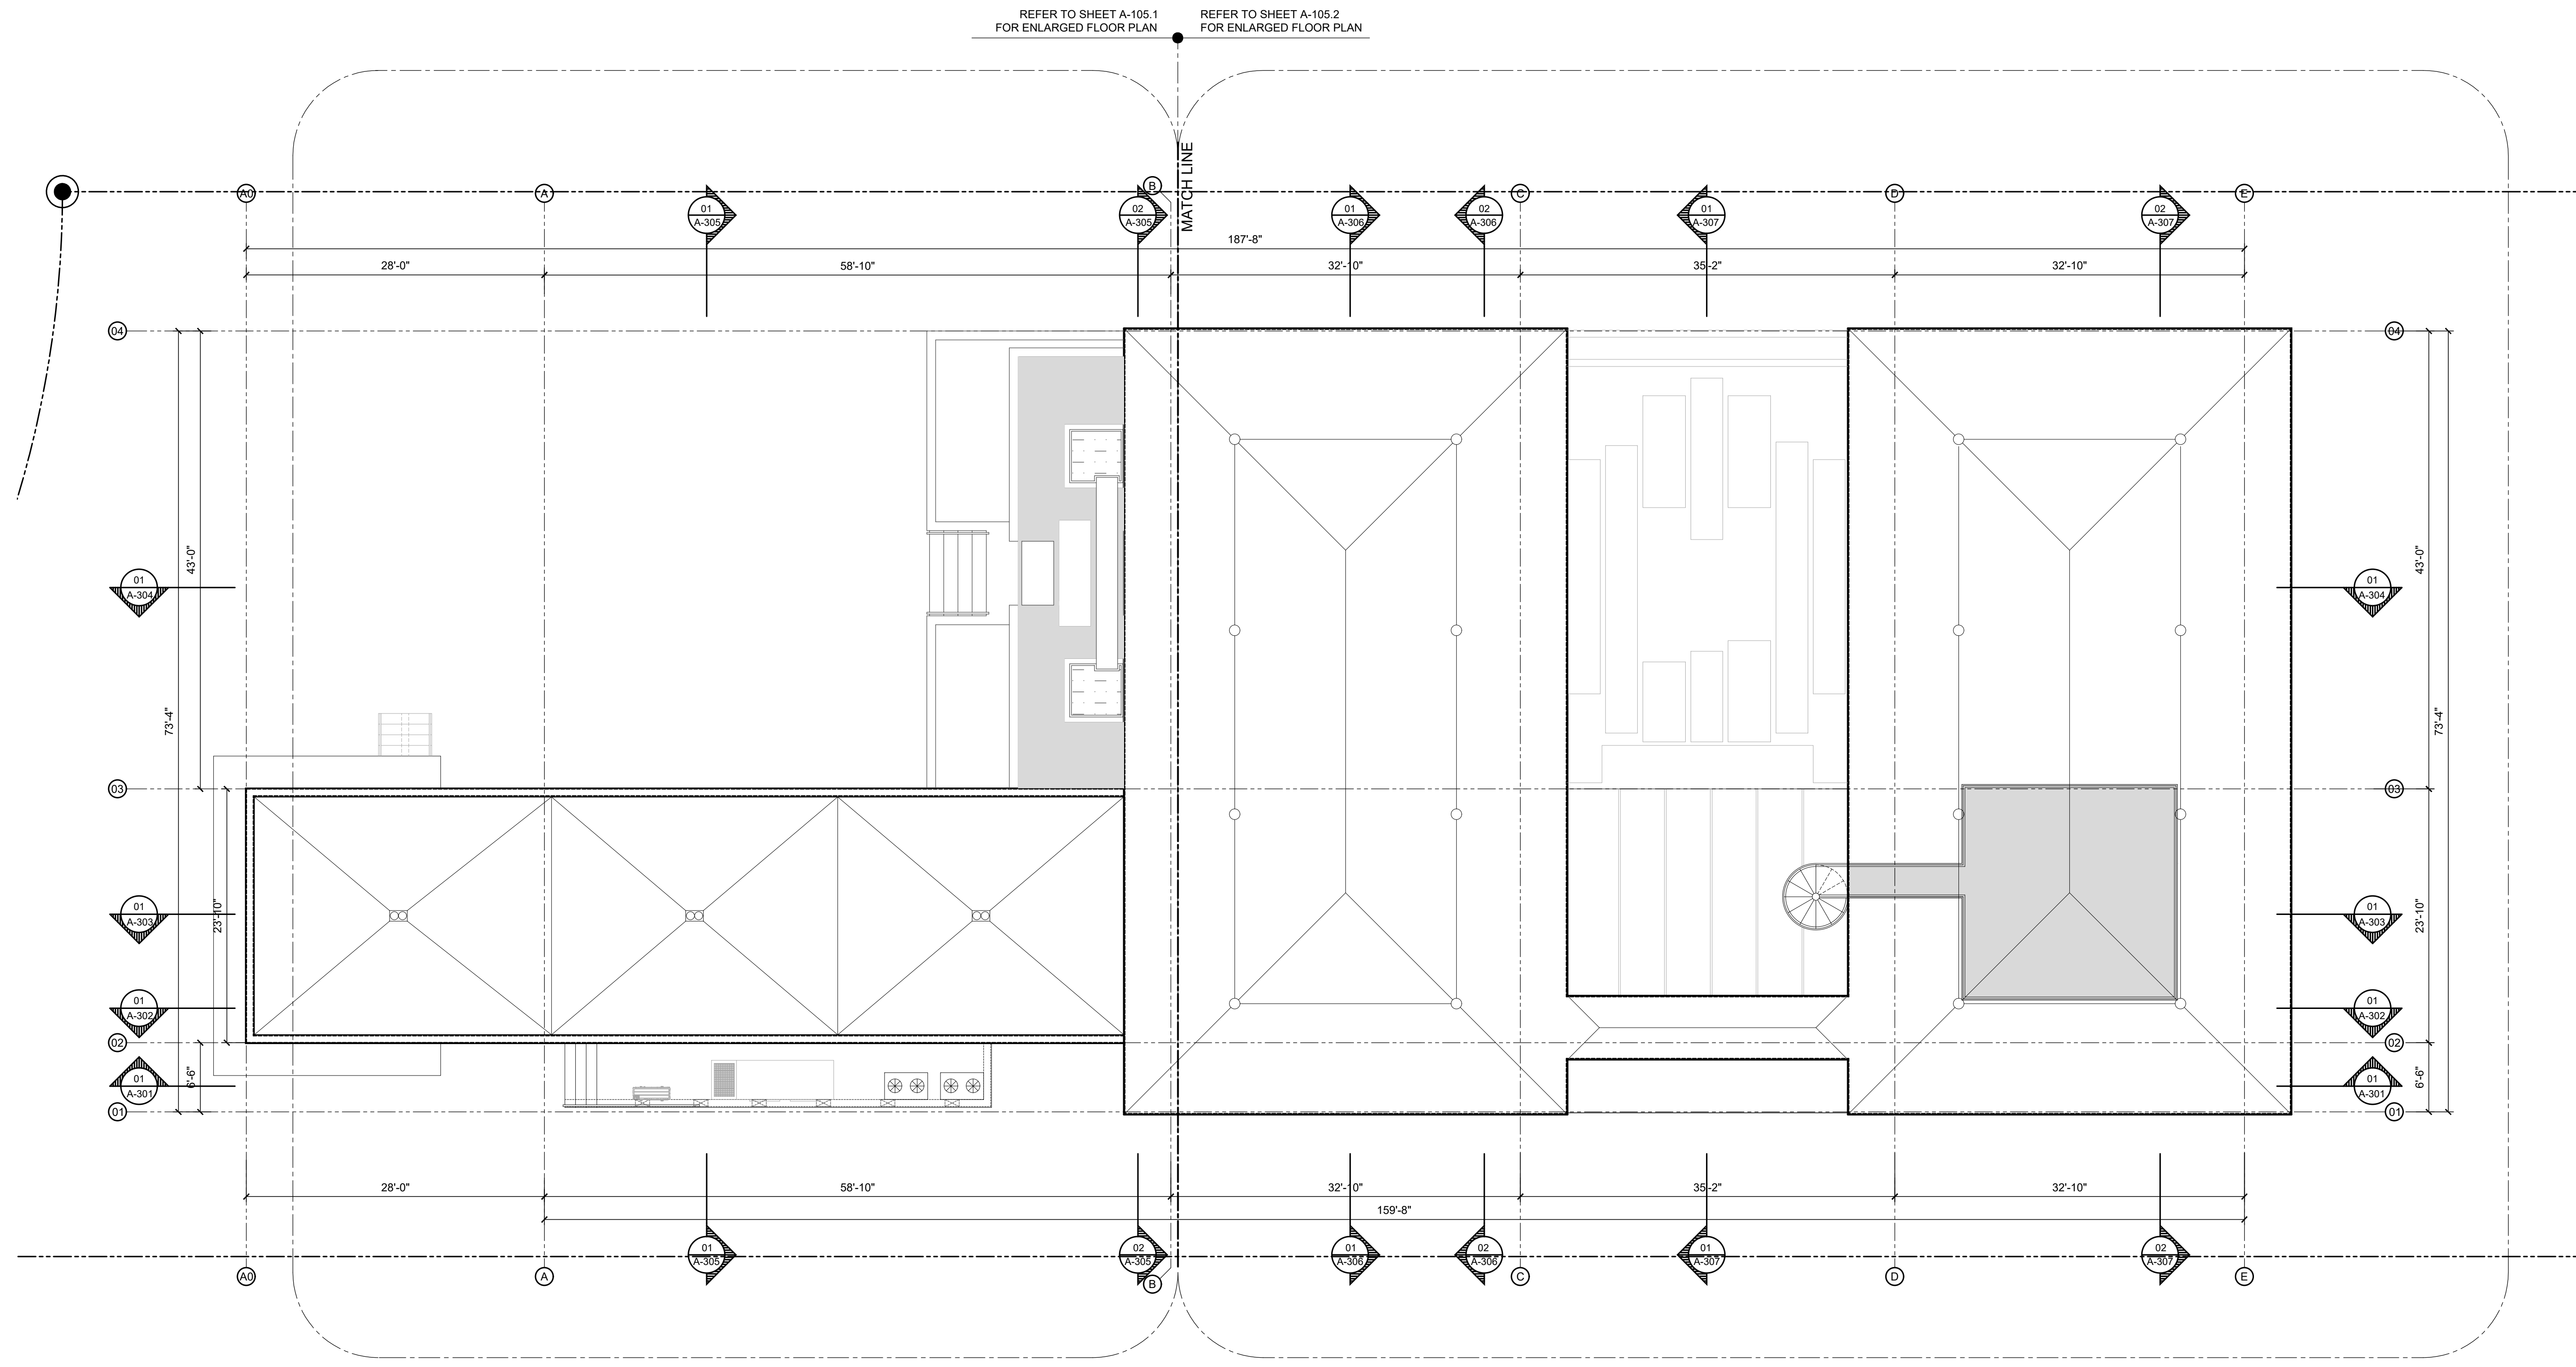 REFER TO SHEET A-105.1
FOR ENLARGED FLOOR PLAN
REFER TO SHEET A-105.2
FOR ENLARGED FLOOR PLAN
MATCH LINE
A0
A
B
C
D
E
01
A-305
02
A-305
01
A-306
02
A-306
01
A-307
02
A-307
187'-8"
28'-0"
58'-10"
32'-10"
35'-2"
32'-10"
04
04
43'-0"
43'-0"
01
A-304
01
A-304
73'-4"
73'-4"
03
03
01
A-303
01
A-303
23'-10"
23'-10"
01
A-302
01
A-302
02
02
6'-6"
6'-6"
01
A-301
01
A-301
01
01
28'-0"
58'-10"
32'-10"
35'-2"
32'-10"
159'-8"
01
A-305
02
A-305
01
A-306
02
A-306
01
A-307
02
A-307
A0
A
B
C
D
E